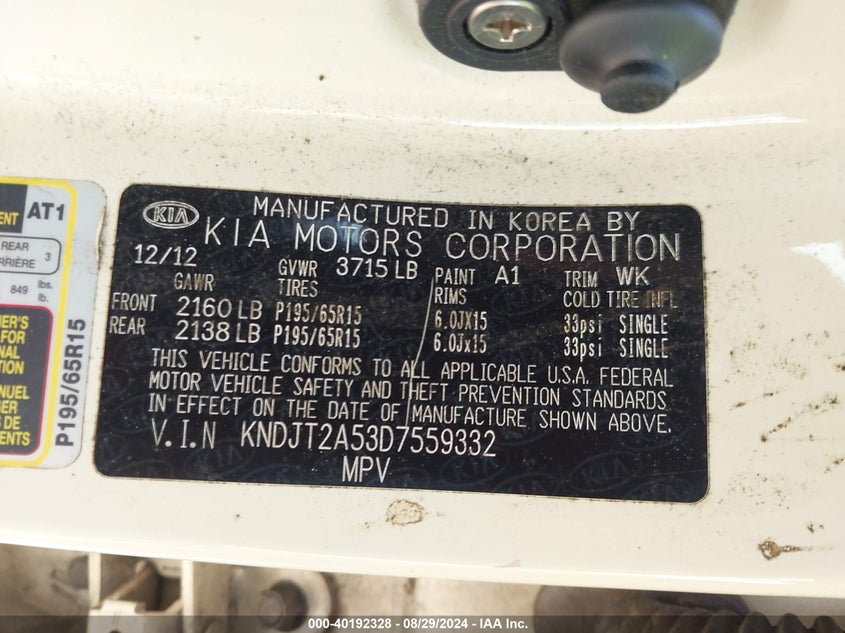 KIA
MANUFACTURED IN KOREA BY
KIA MOTORS CORPORATION
12/12
GAWR GVWR 3715 LB PAINT A1 TRIM WK
TIRES RIMS COLD TIRE INFL
FRONT 2160 LB P195/65R15 6.0JX15 33psi SINGLE
REAR 2138 LB P195/65R15 6.0Jx15 33psi SINGLE
THIS VEHICLE CONFORMS TO ALL APPLICABLE U.S.A. FEDERAL
MOTOR VEHICLE SAFETY AND THEFT PREVENTION STANDARDS
IN EFFECT ON THE DATE OF MANUFACTURE SHOWN ABOVE.
V.I.N KNDJT2A53D7559332
MPV
AT1
REAR 3
849 lbs.
lb.
P195/65R15
000-40192328 - 08/29/2024 - IAA Inc.